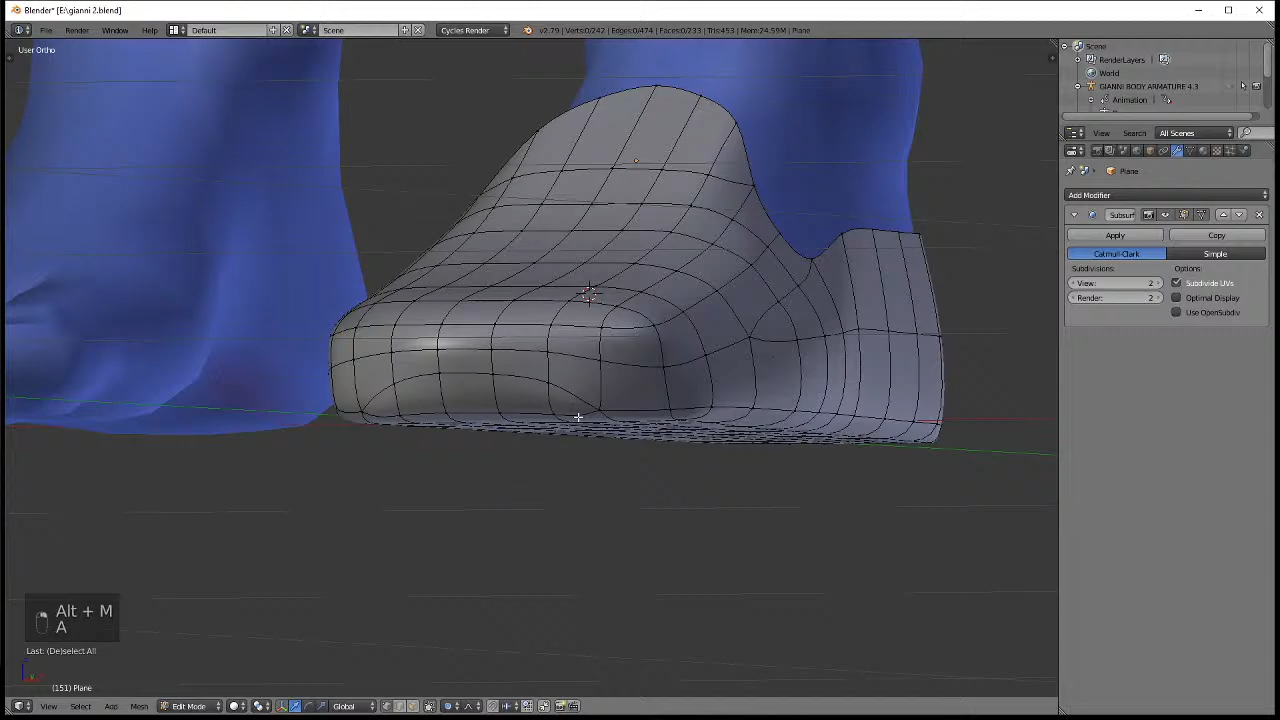 Blender* [E:\gianni 2.blend]
File Render Window Help Default Scene Cycles Render v2.79 | Verts:0/242 | Edges:0/474 | Faces:0/233 | Tris:453 | Mem:24.59M | Plane
User Ortho
Scene
RenderLayers
World
GIANNI BODY ARMATURE 4.3
Animation
View Search All Scenes
Plane
Add Modifier
Subsurf
Apply Copy
Catmull-Clark Simple
Subdivisions: Options:
View: 2 Subdivide UVs
Render: 2 Optimal Display
Use OpenSubdiv
Alt + M
A
Last: (De)select All
(151) Plane
View Select Add Mesh Edit Mode Global